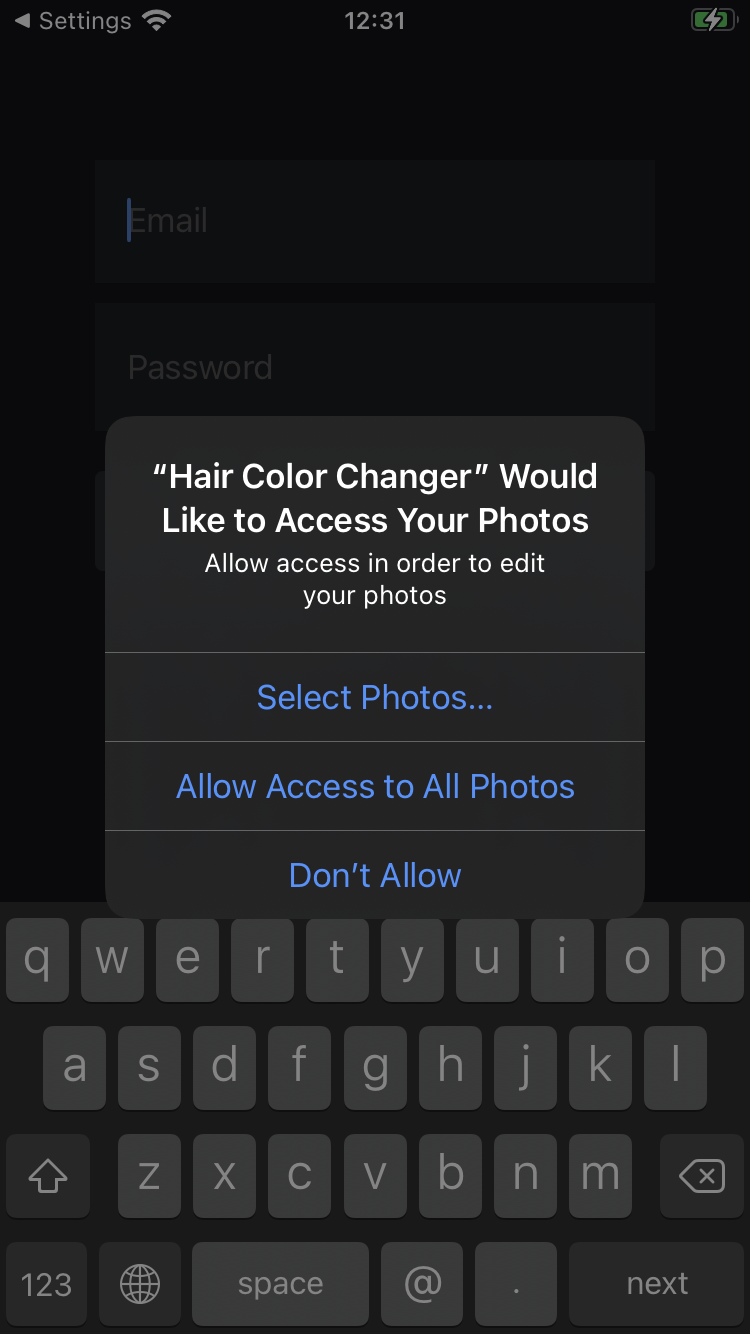 Settings 12:31
Email
Password
“Hair Color Changer” Would
Like to Access Your Photos
Allow access in order to edit
your photos
Select Photos...
Allow Access to All Photos
Don’t Allow
q w e r t y u i o p
a s d f g h j k l
z x c v b n m
123 space @ . next